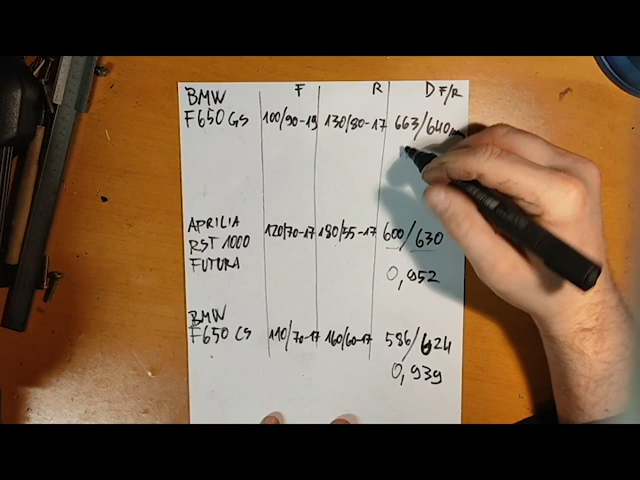 F R D F/R
BMW
F650 GS 100/90-19 130/80-17 663/640
APRILIA
RST 1000 120/70-17 180/55-17 600/630
FUTURA 0,952
BMW
F650 CS 110/70-17 160/60-17 586/624
0,939